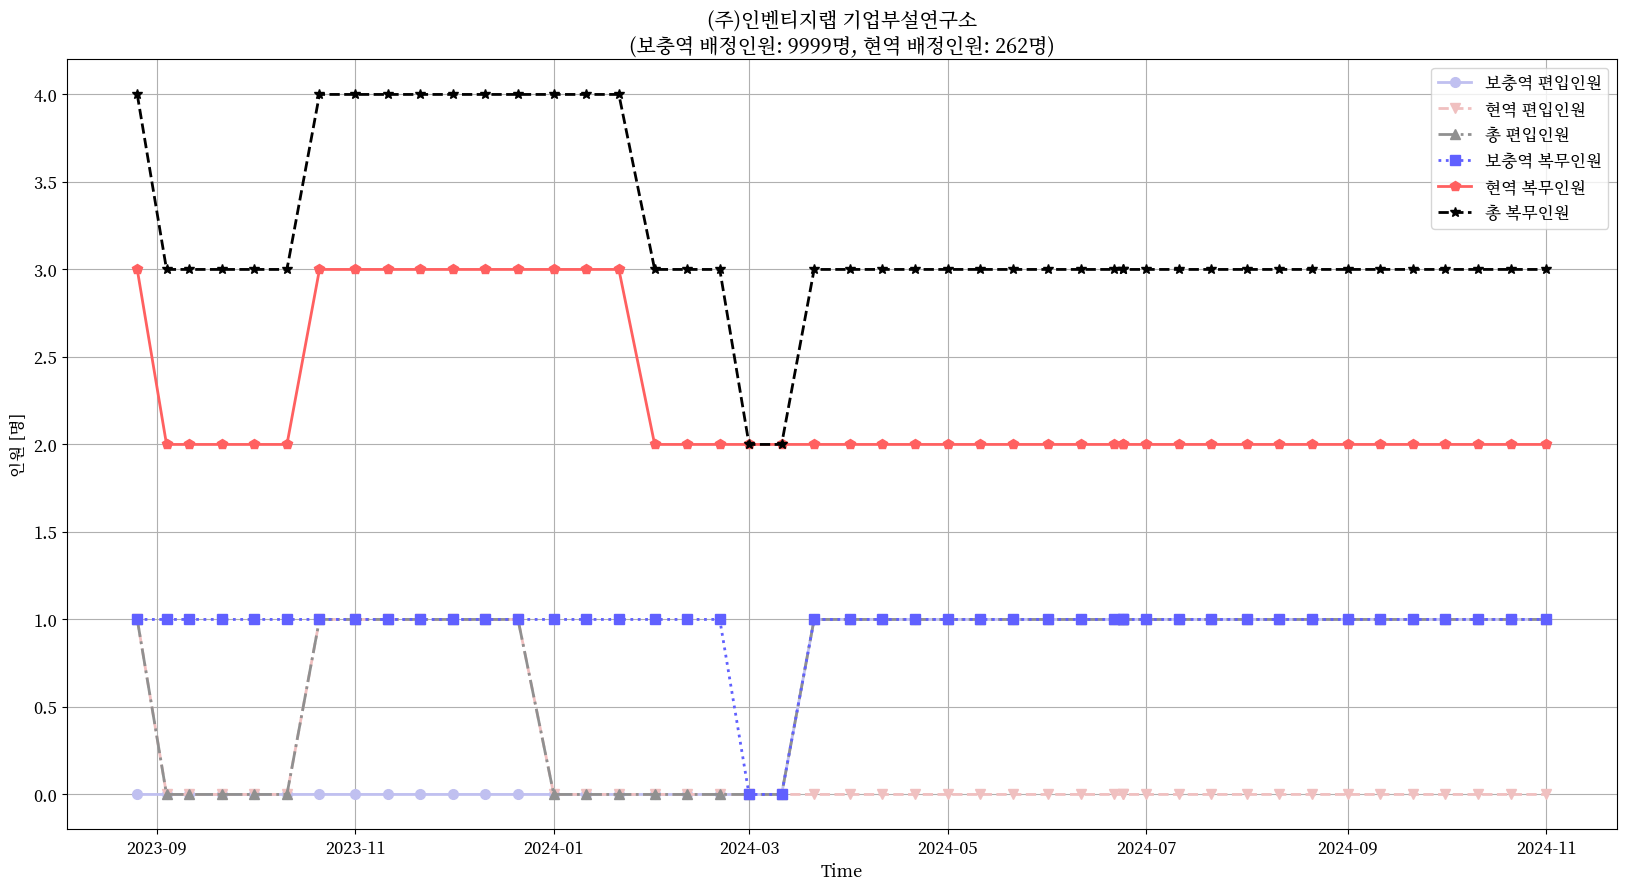 (주)인벤티지랩 기업부설연구소
(보충역 배정인원: 9999명, 현역 배정인원: 262명)
보충역 편입인원
현역 편입인원
총 편입인원
보충역 복무인원
현역 복무인원
총 복무인원
4.0
3.5
3.0
2.5
2.0
1.5
1.0
0.5
0.0
인원 [명]
2023-09
2023-11
2024-01
2024-03
2024-05
2024-07
2024-09
2024-11
Time